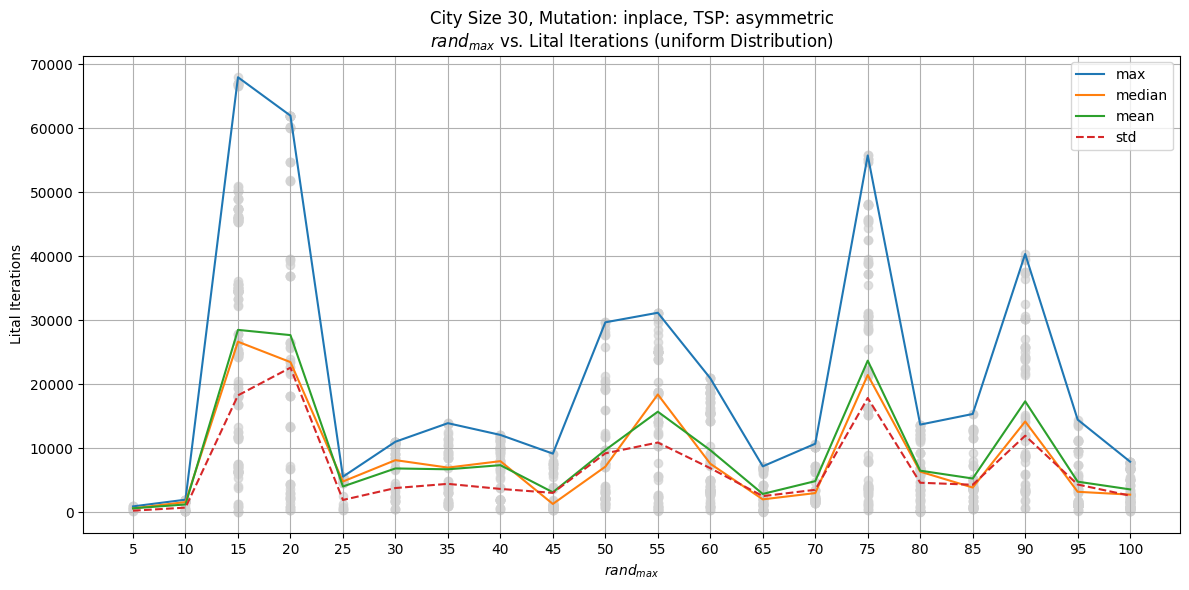 City Size 30, Mutation: inplace, TSP: asymmetric
rand_max vs. Lital Iterations (uniform Distribution)
max
median
mean
std
Lital Iterations
70000
60000
50000
40000
30000
20000
10000
0
5 10 15 20 25 30 35 40 45 50 55 60 65 70 75 80 85 90 95 100
rand_max